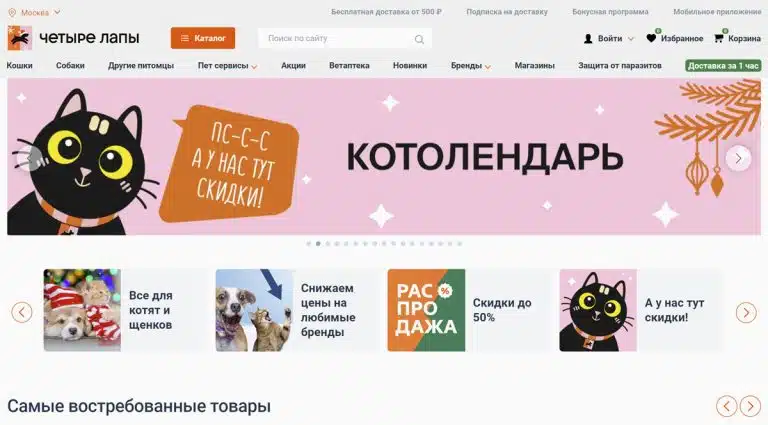 Москва
Бесплатная доставка от 500 ₽ Подписка на доставку Бонусная программа Мобильное приложение
четыре лапы
Каталог
Поиск по сайту
Войти
0
Избранное
0
Корзина
Кошки Собаки Другие питомцы Пет сервисы Акции Ветаптека Новинки Бренды Магазины Защита от паразитов Доставка за 1 час
ПС-С-С
А У НАС ТУТ
СКИДКИ!
КОТОЛЕНДАРЬ
Все для
котят и
щенков
Снижаем
цены на
любимые
бренды
РАС
ПРО
ДАЖА
%
Скидки до
50%
А у нас тут
скидки!
Самые востребованные товары